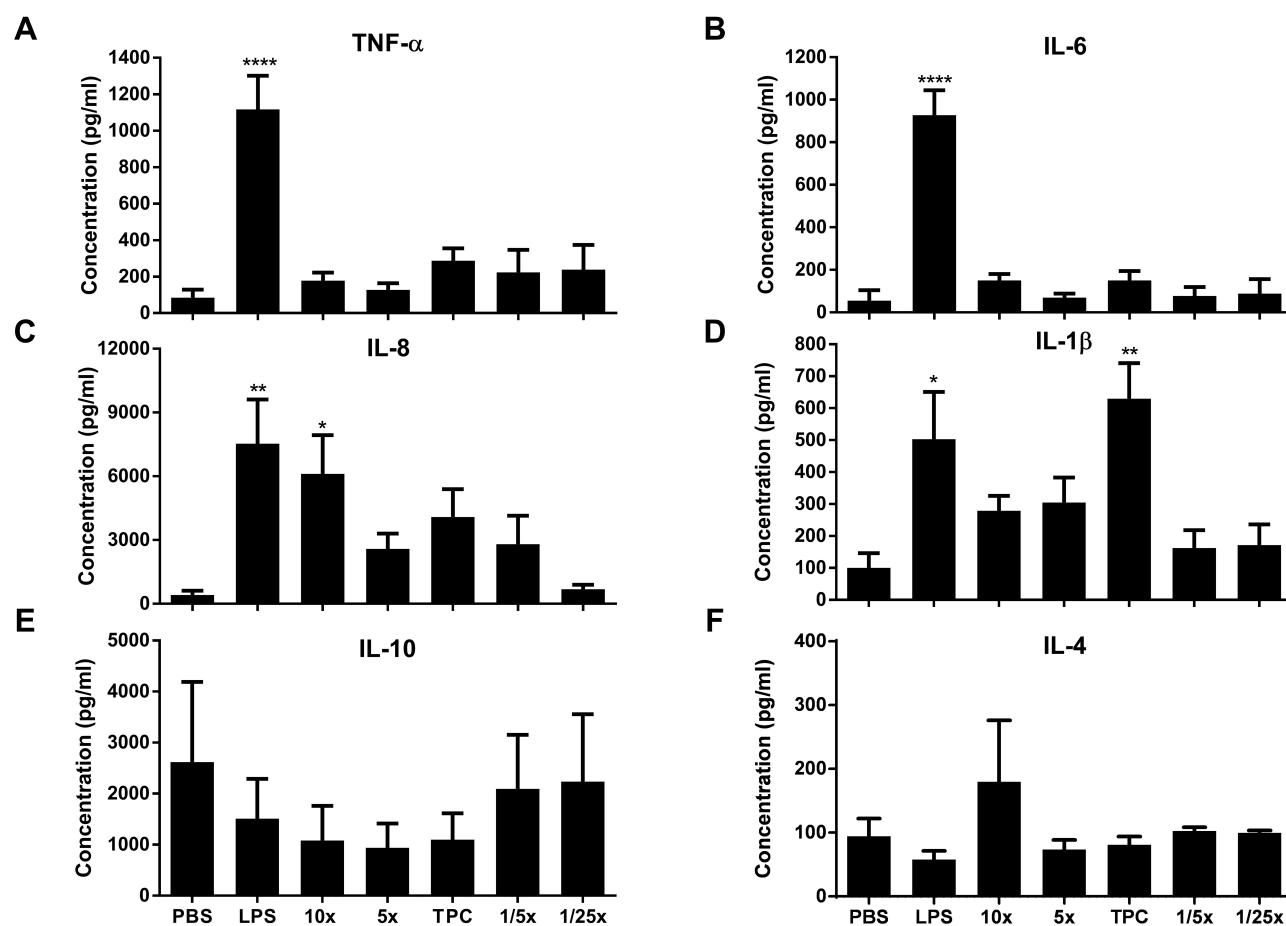 A
TNF-α
Concentration (pg/ml)
1400
1200
1000
800
600
400
200
0
****
B
IL-6
Concentration (pg/ml)
1200
1000
800
600
400
200
0
****
C
IL-8
Concentration (pg/ml)
12000
9000
6000
3000
0
**
*
D
IL-1β
Concentration (pg/ml)
800
700
600
500
400
300
200
100
0
*
**
E
IL-10
Concentration (pg/ml)
5000
4000
3000
2000
1000
0
PBS LPS 10x 5x TPC 1/5x 1/25x
F
IL-4
Concentration (pg/ml)
400
300
200
100
0
PBS LPS 10x 5x TPC 1/5x 1/25x